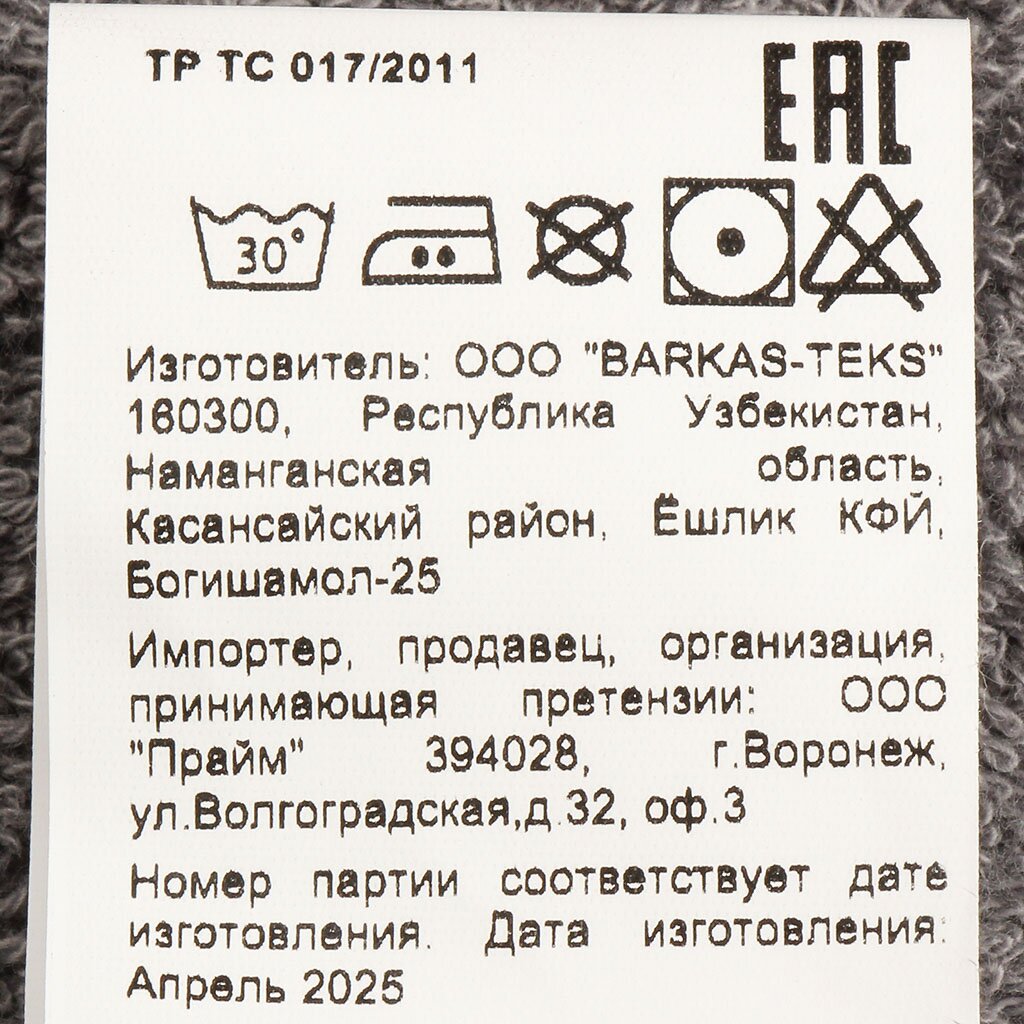 ТР ТС 017/2011
EAC
30°
Изготовитель: ООО "BARKAS-TEKS"
160300, Республика Узбекистан,
Наманганская область,
Касансайский район, Ёшлик КФЙ,
Богишамол-25
Импортер, продавец, организация,
принимающая претензии: ООО
"Прайм" 394028, г.Воронеж,
ул.Волгоградская,д.32, оф.3
Номер партии соответствует дате
изготовления. Дата изготовления:
Апрель 2025